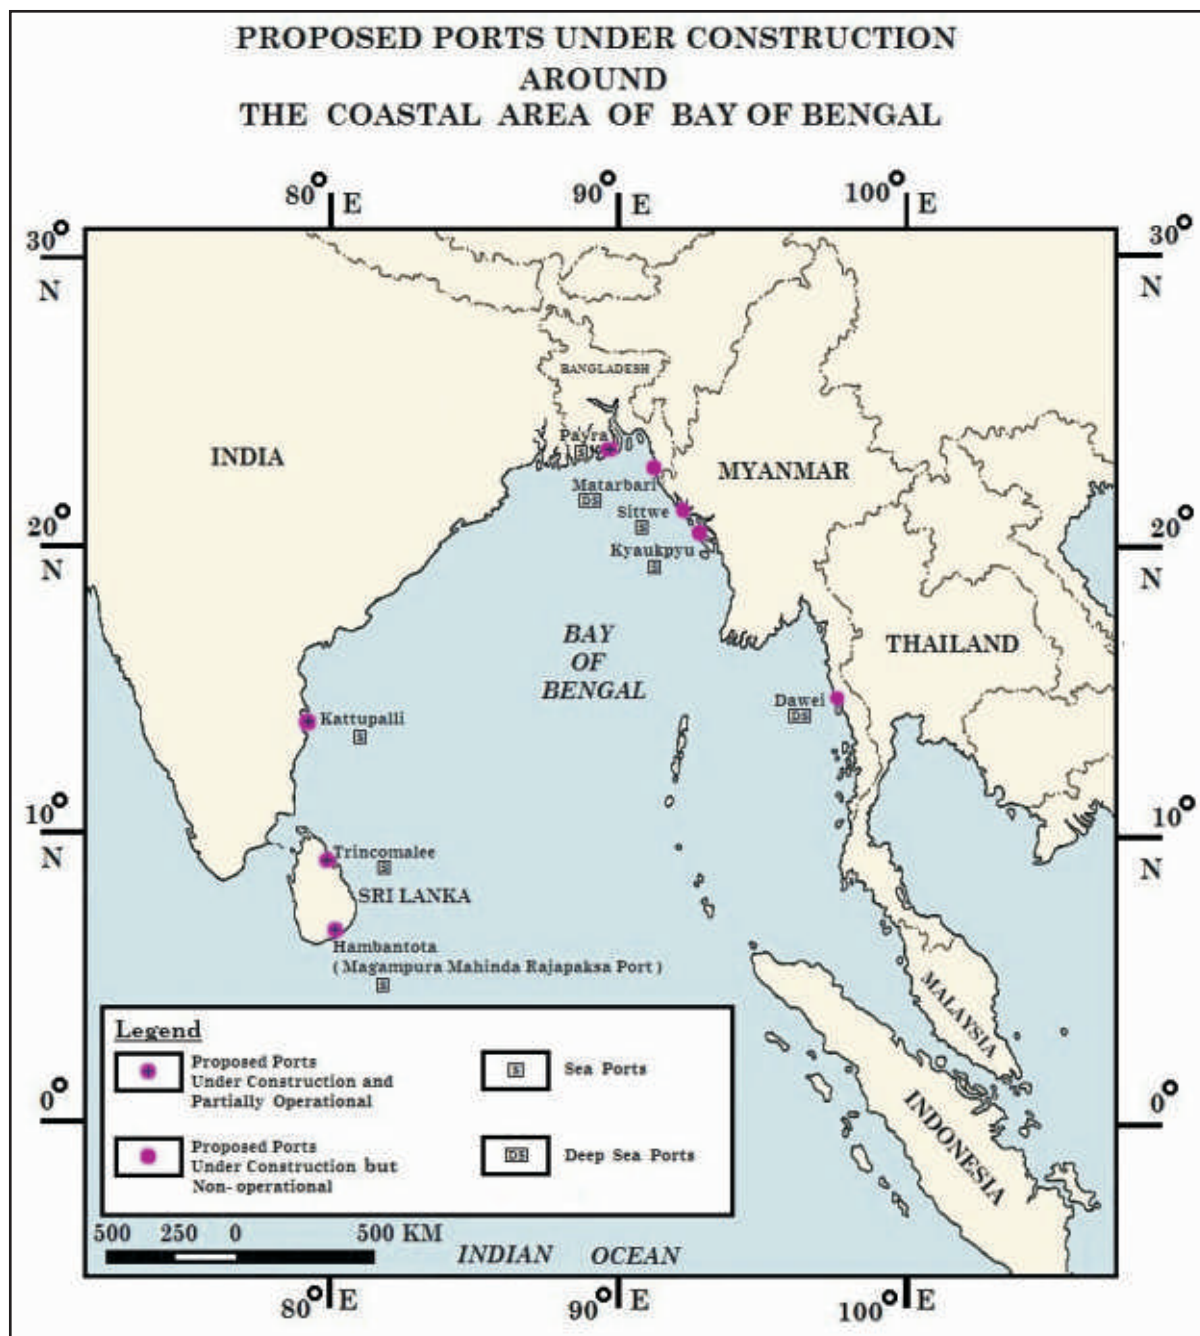 PROPOSED PORTS UNDER CONSTRUCTION
AROUND
THE COASTAL AREA OF BAY OF BENGAL
80° E
90° E
100° E
30°
N
30°
N
BANGLADESH
Payra
S
INDIA
MYANMAR
Matarbari
DS
Sittwe
S
20°
N
20°
N
Kyaukpyu
S
BAY
OF
BENGAL
THAILAND
Dawei
DS
Kattupalli
S
10°
N
10°
N
Trincomalee
S
SRI LANKA
Hambantota
( Magampura Mahinda Rajapaksa Port )
S
MALAYSIA
INDONESIA
Legend
Proposed Ports
Under Construction and
Partially Operational
S
Sea Ports
Proposed Ports
Under Construction but
Non- operational
DS
Deep Sea Ports
0°
0°
500 250 0 500 KM
INDIAN OCEAN
80° E
90° E
100° E